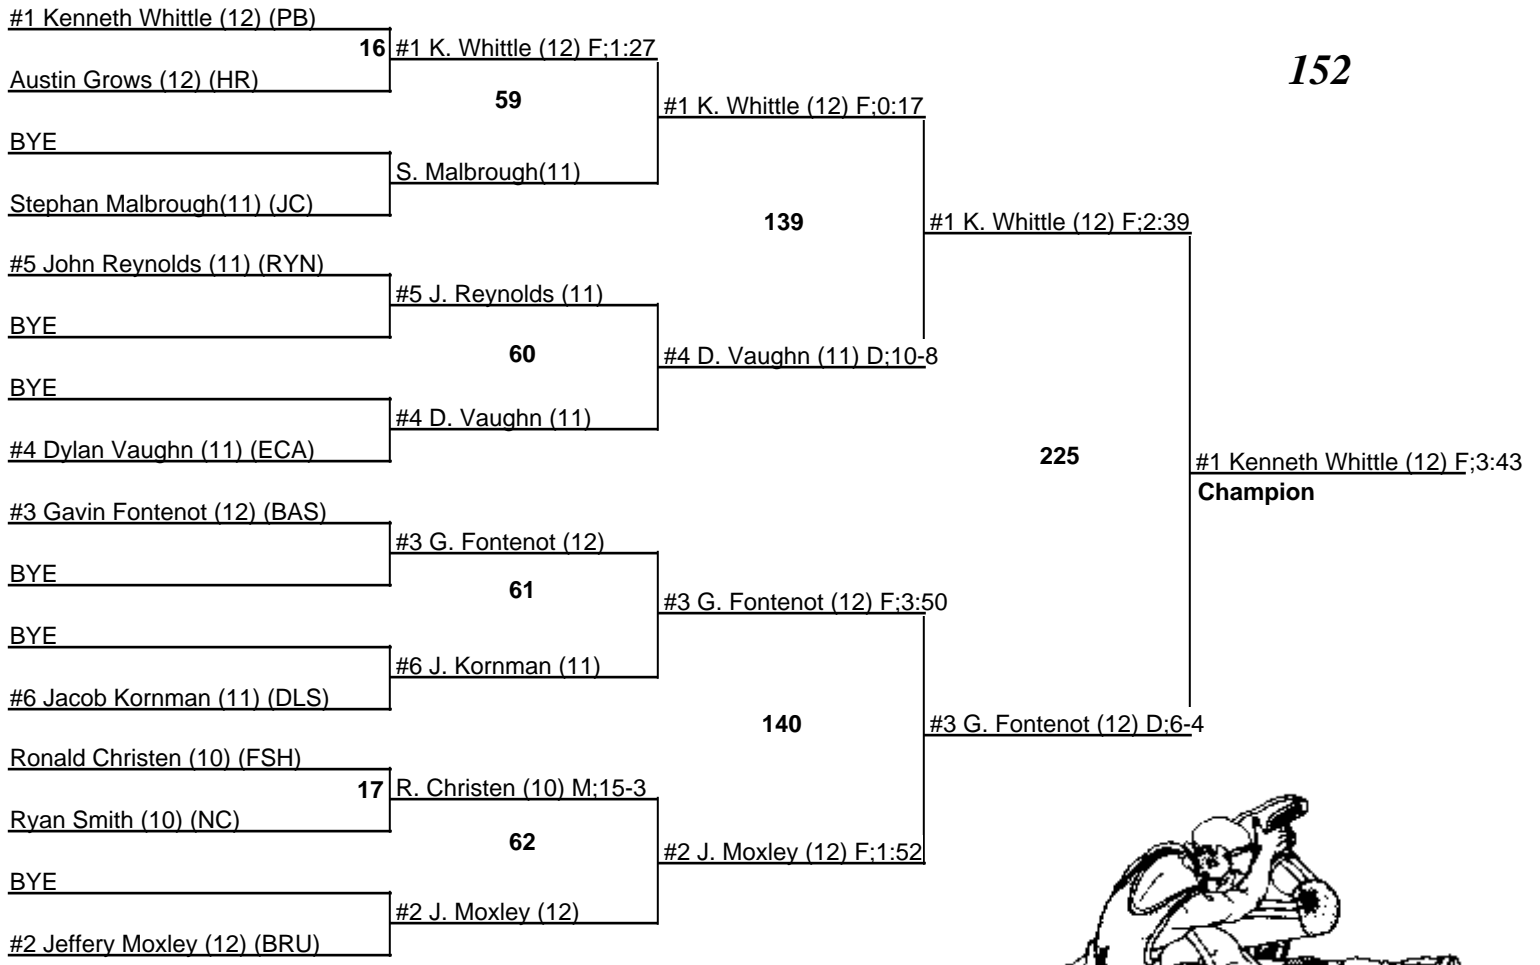 #1 Kenneth Whittle (12) (PB)
16 #1 K. Whittle (12) F;1:27
152
Austin Grows (12) (HR)
59
#1 K. Whittle (12) F;0:17
BYE
S. Malbrough(11)
Stephan Malbrough(11) (JC)
139
#1 K. Whittle (12) F;2:39
#5 John Reynolds (11) (RYN)
#5 J. Reynolds (11)
BYE
60
#4 D. Vaughn (11) D;10-8
BYE
#4 D. Vaughn (11)
#4 Dylan Vaughn (11) (ECA)
225
#1 Kenneth Whittle (12) F;3:43
Champion
#3 Gavin Fontenot (12) (BAS)
#3 G. Fontenot (12)
BYE
61
#3 G. Fontenot (12) F;3:50
BYE
#6 J. Kornman (11)
#6 Jacob Kornman (11) (DLS)
140
#3 G. Fontenot (12) D;6-4
Ronald Christen (10) (FSH)
17 R. Christen (10) M;15-3
Ryan Smith (10) (NC)
62
#2 J. Moxley (12) F;1:52
BYE
#2 J. Moxley (12)
#2 Jeffery Moxley (12) (BRU)